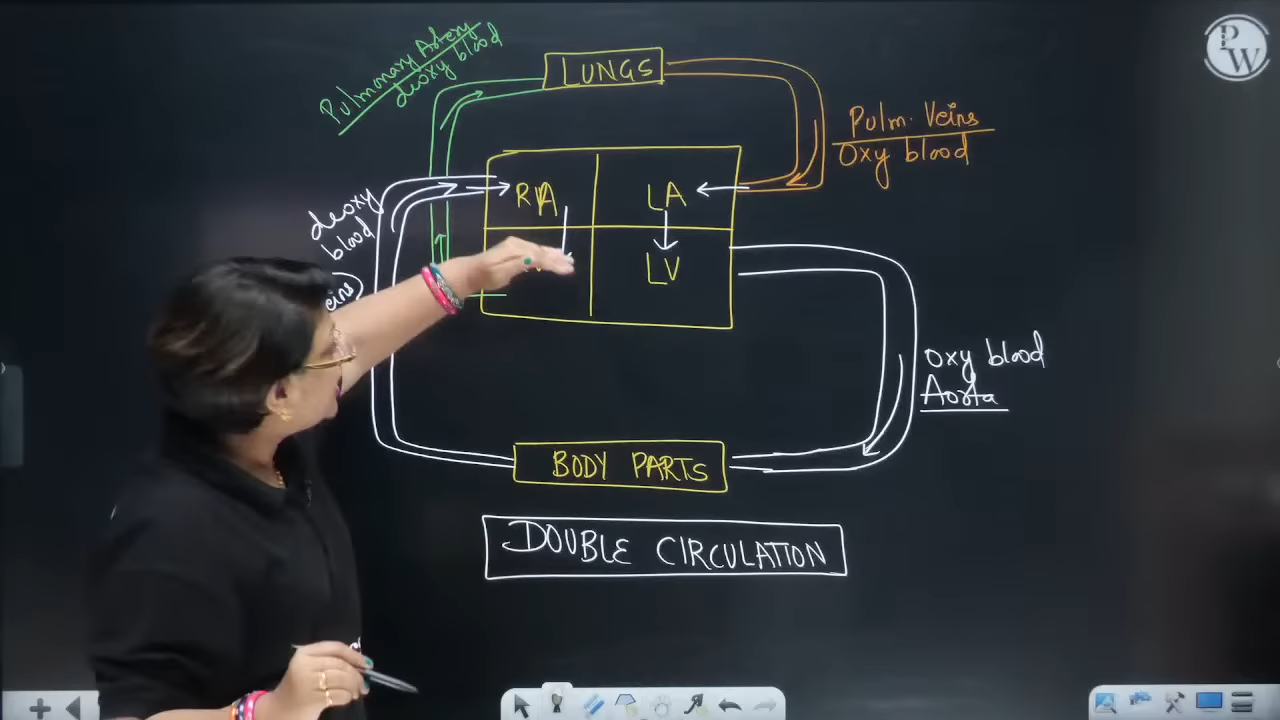 Pulmonary Artery
deoxy blood
LUNGS
P
W
Pulm. Veins
Oxy blood
RA
LA
deoxy
blood
LV
oxy blood
Aorta
BODY PARTS
DOUBLE CIRCULATION